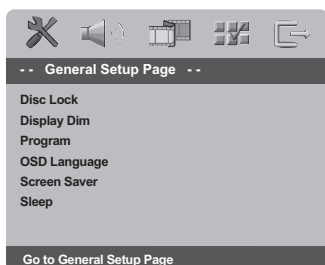 - -  General Setup Page  - -
Disc Lock
Display Dim
Program
OSD Language
Screen Saver
Sleep
Go to General Setup Page